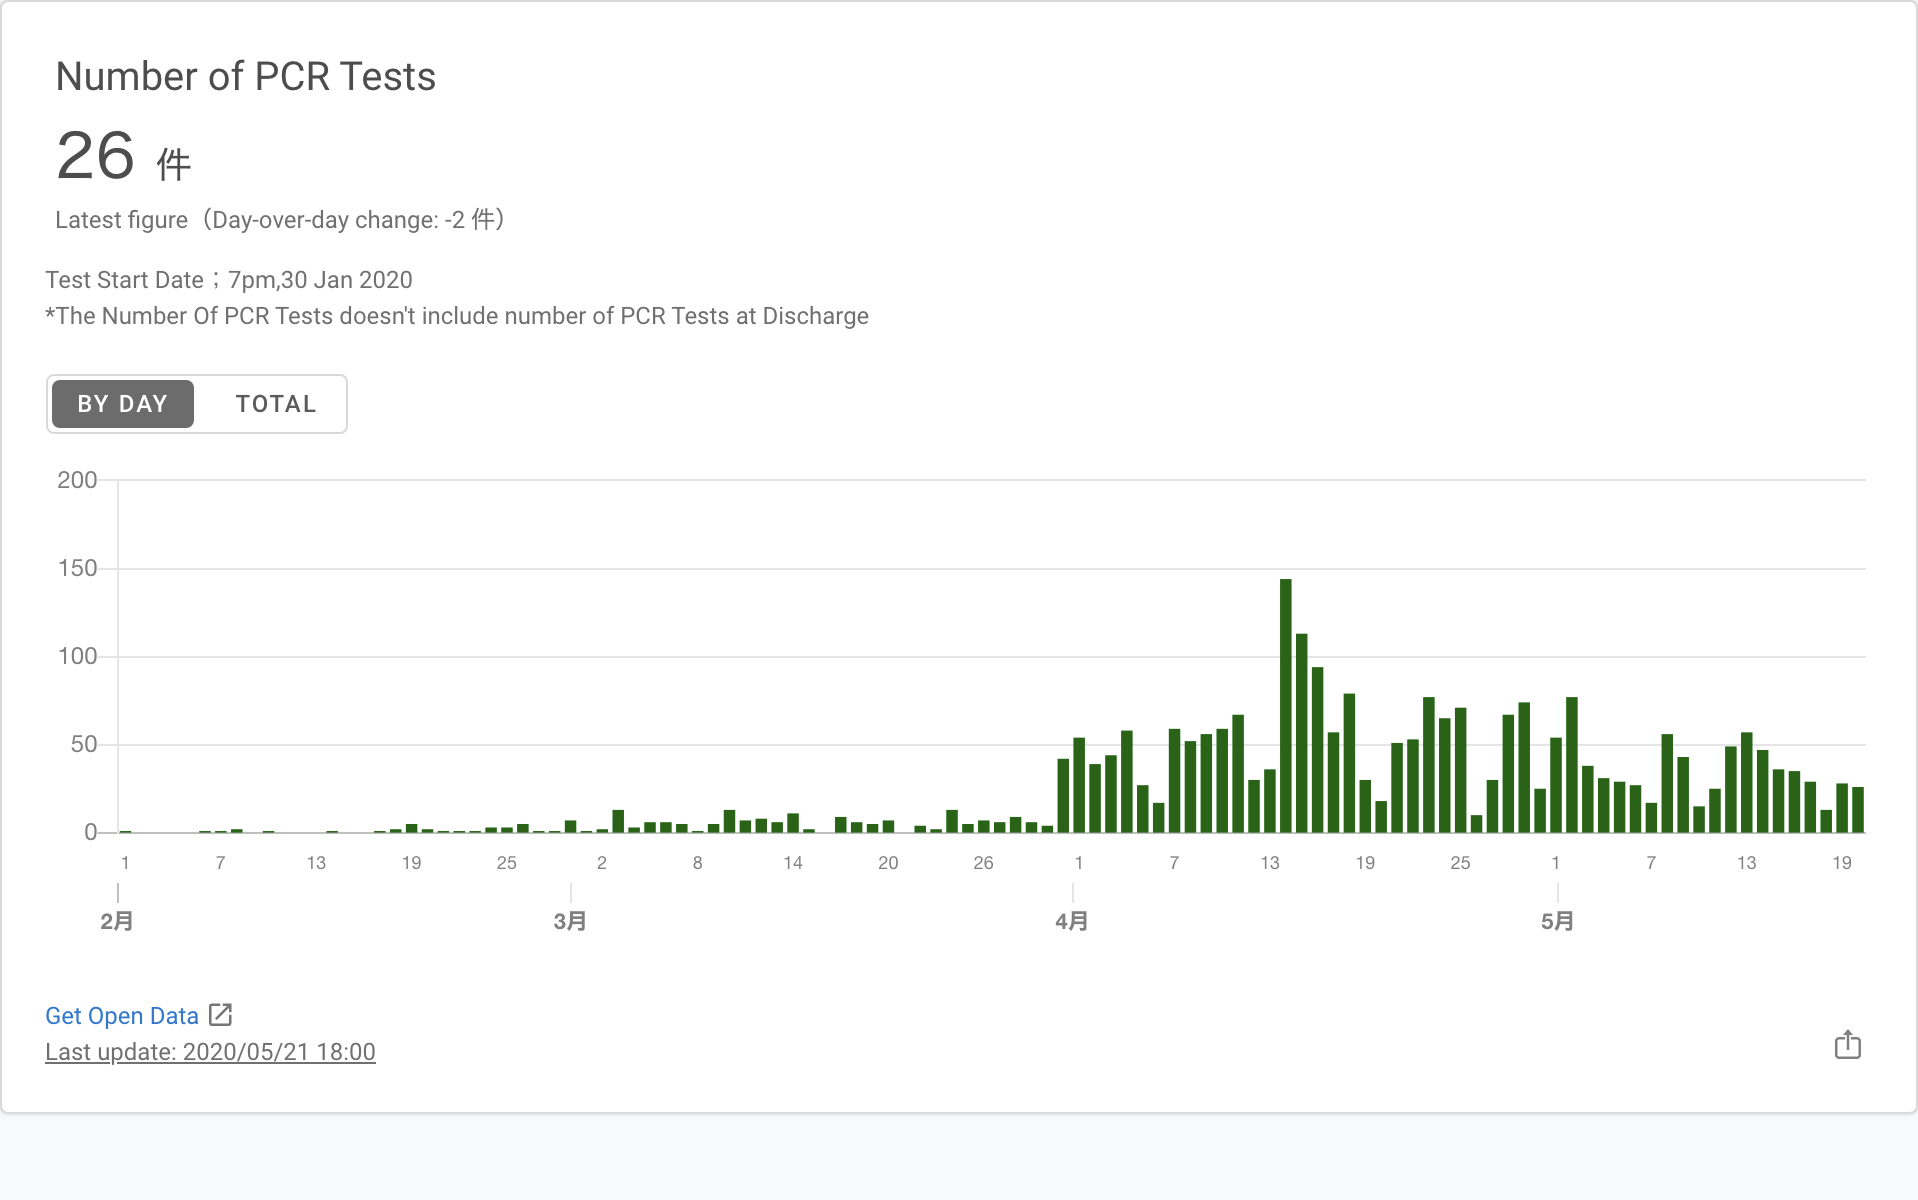 Number of PCR Tests
26 件
Latest figure（Day-over-day change: -2 件）
Test Start Date；7pm,30 Jan 2020
*The Number Of PCR Tests doesn't include number of PCR Tests at Discharge
BY DAY TOTAL
200
150
100
50
0
1 7 13 19 25 2 8 14 20 26 1 7 13 19 25 1 7 13 19
2月 3月 4月 5月
Get Open Data
Last update: 2020/05/21 18:00